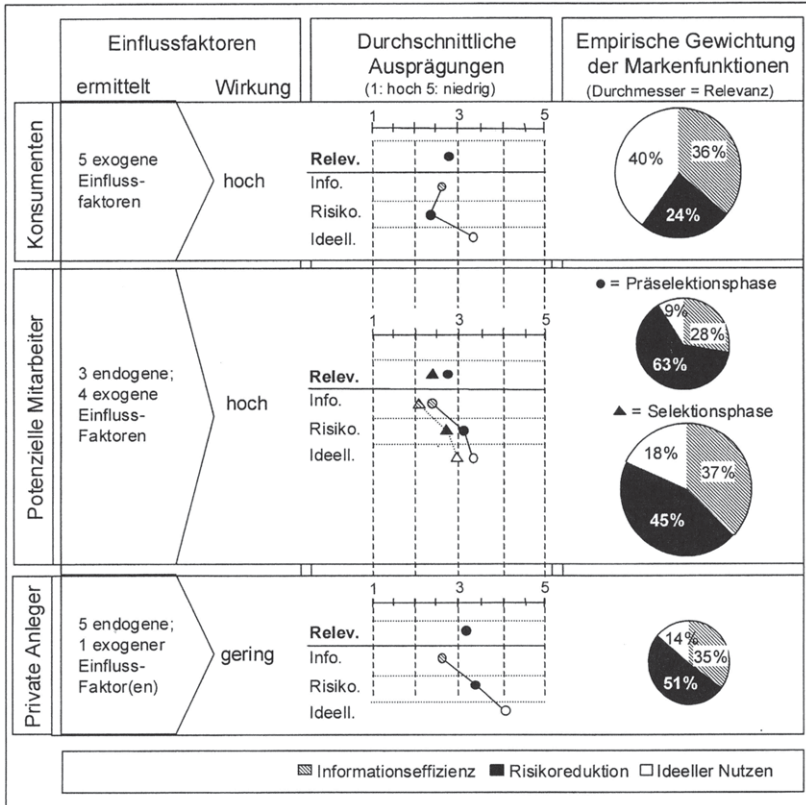 Einflussfaktoren
ermittelt
Wirkung
Durchschnittliche
Ausprägungen
(1: hoch 5: niedrig)
Empirische Gewichtung
der Markenfunktionen
(Durchmesser = Relevanz)
Konsumenten
5 exogene
Einfluss-
faktoren
hoch
1 3 5
Relev.
Info.
Risiko.
Ideell.
40%
36%
24%
Potenzielle Mitarbeiter
3 endogene;
4 exogene
Einfluss-
Faktoren
hoch
1 3 5
Relev.
Info.
Risiko.
Ideell.
= Präselektionsphase
9%
28%
63%
= Selektionsphase
18%
37%
45%
Private Anleger
5 endogene;
1 exogener
Einfluss-
Faktor(en)
gering
1 3 5
Relev.
Info.
Risiko.
Ideell.
14%
35%
51%
Informationseffizienz Risikoreduktion Ideeller Nutzen